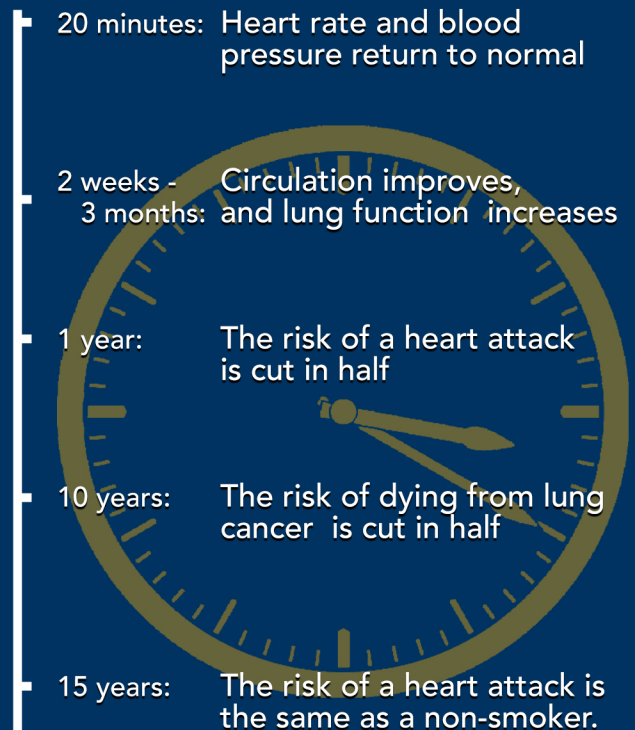 20 minutes: Heart rate and blood
pressure return to normal
2 weeks - Circulation improves,
3 months: and lung function increases
1 year: The risk of a heart attack
is cut in half
10 years: The risk of dying from lung
cancer is cut in half
15 years: The risk of a heart attack is
the same as a non-smoker.